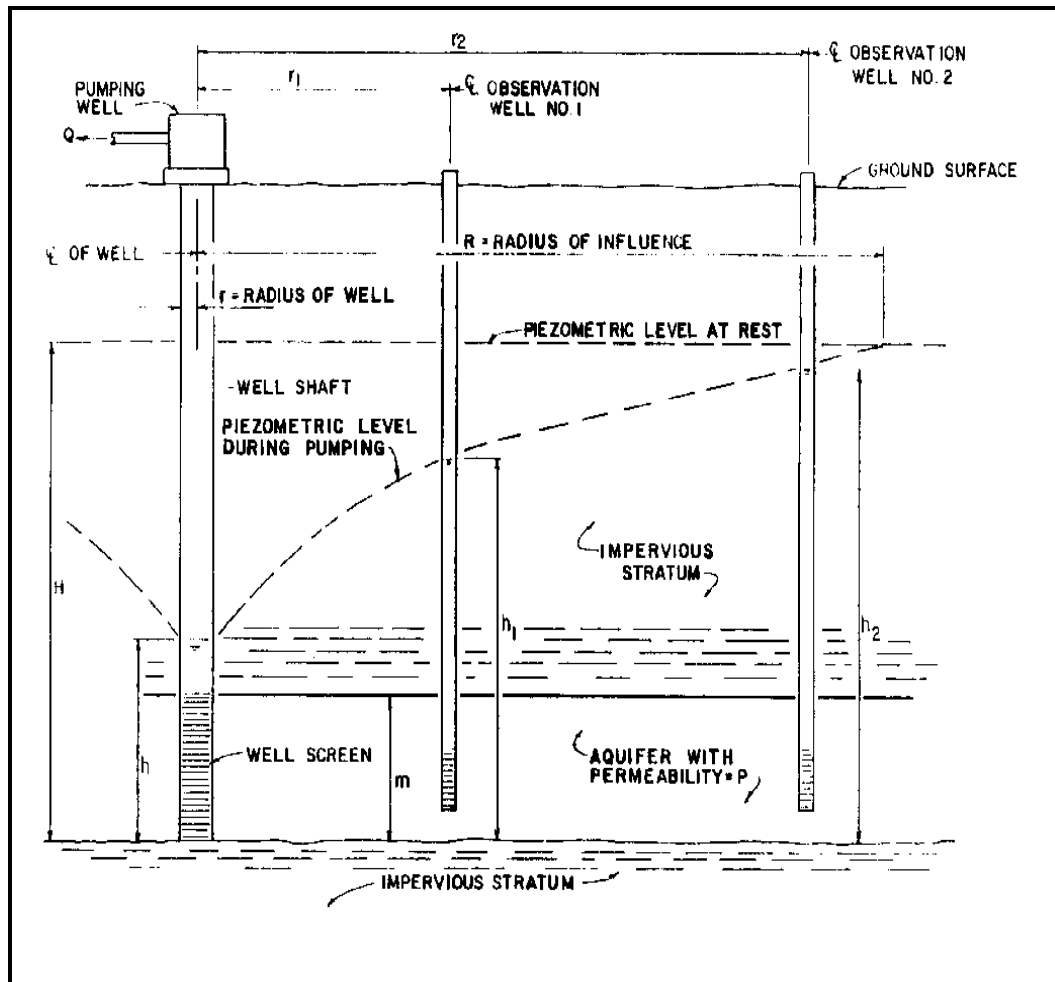 r2
℄ OBSERVATION
WELL NO. 2
r1
℄ OBSERVATION
WELL NO. 1
PUMPING
WELL
Q
GROUND SURFACE
R = RADIUS OF INFLUENCE
℄ OF WELL
r = RADIUS OF WELL
PIEZOMETRIC LEVEL AT REST
-WELL SHAFT
PIEZOMETRIC LEVEL
DURING PUMPING
IMPERVIOUS
STRATUM
H
h1
h2
WELL SCREEN
h
m
AQUIFER WITH
PERMEABILITY = P
IMPERVIOUS STRATUM